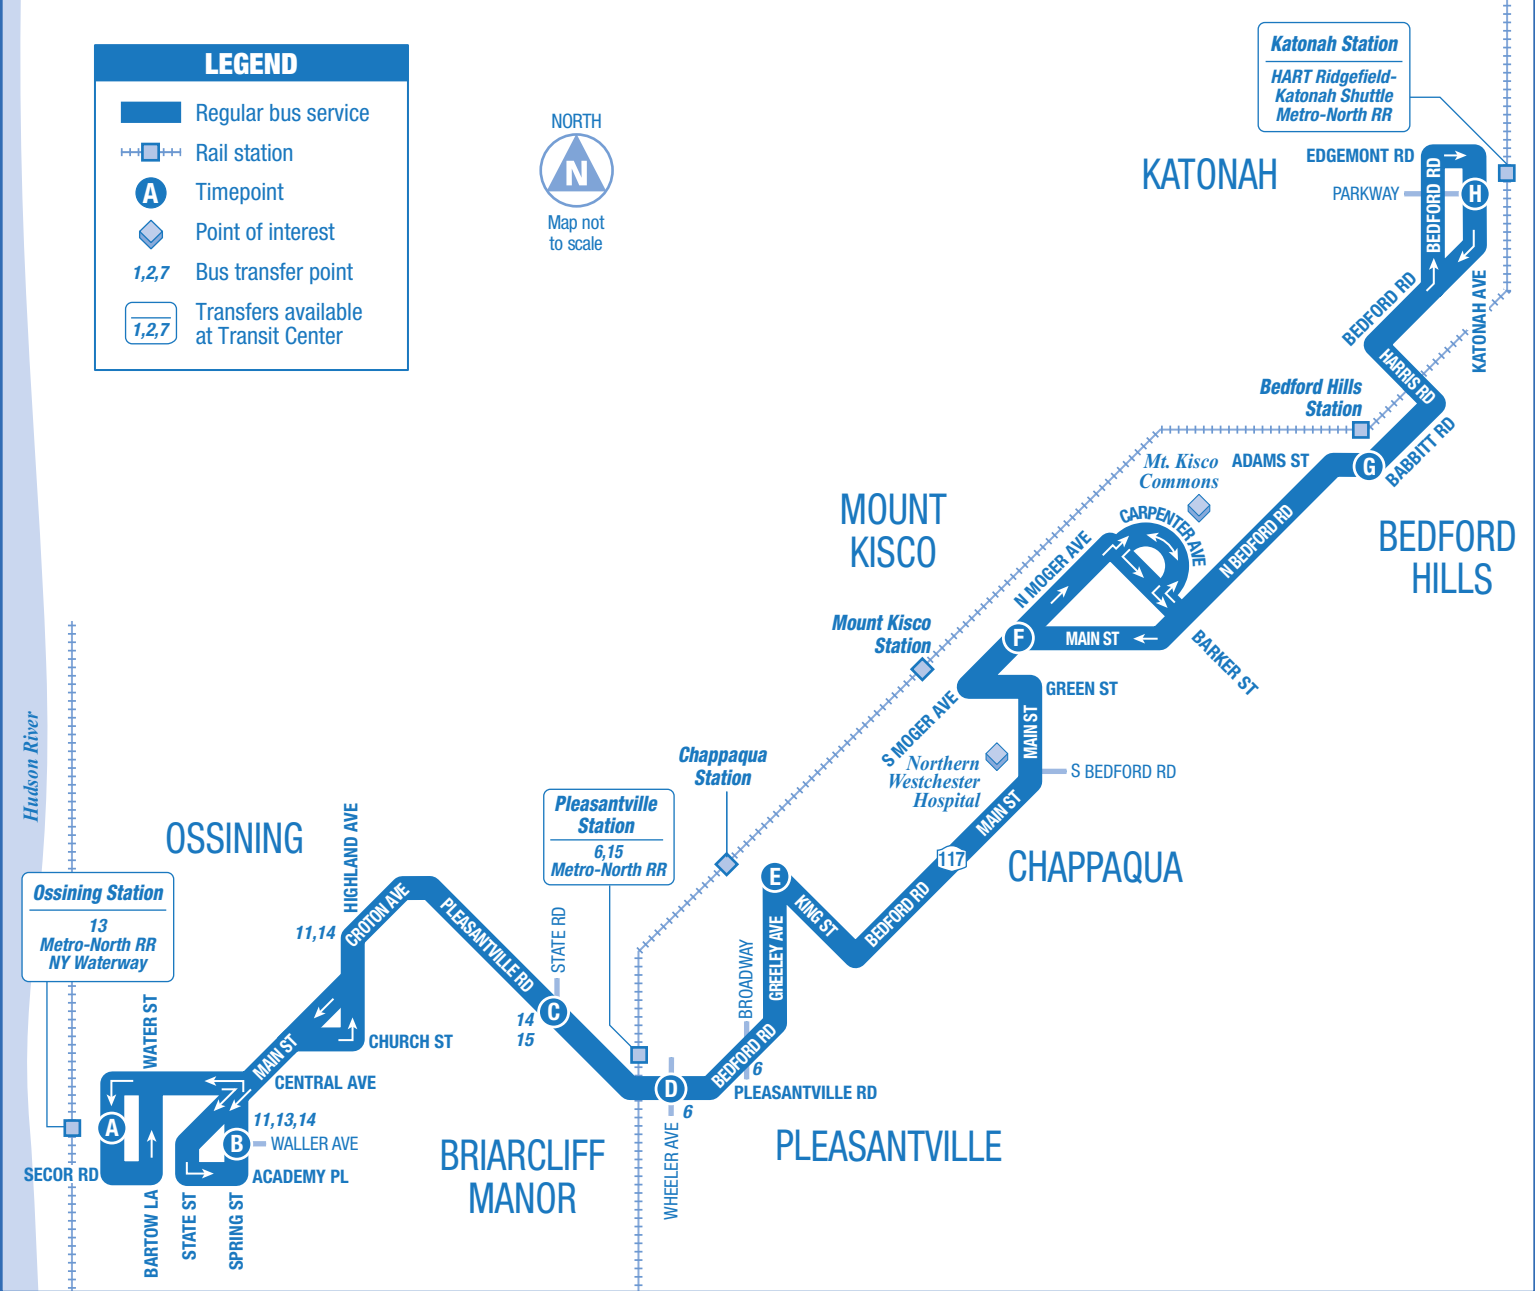 LEGEND
Regular bus service
Rail station
A
Timepoint
Point of interest
1,2,7
Bus transfer point
1,2,7
Transfers available
at Transit Center
NORTH
N
Map not
to scale
Katonah Station
HART Ridgefield-
Katonah Shuttle
Metro-North RR
KATONAH
EDGEMONT RD
PARKWAY
BEDFORD RD
H
BEDFORD RD
KATONAH AVE
HARRIS RD
Bedford Hills
Station
BABBITT RD
G
ADAMS ST
Mt. Kisco
Commons
CARPENTER AVE
N BEDFORD RD
BEDFORD
HILLS
MOUNT
KISCO
N MOGER AVE
Mount Kisco
Station
F
MAIN ST
BARKER ST
GREEN ST
S MOGER AVE
MAIN ST
Northern
Westchester
Hospital
S BEDFORD RD
MAIN ST
117
CHAPPAQUA
BEDFORD RD
Chappaqua
Station
E
KING ST
GREELEY AVE
BROADWAY
Pleasantville
Station
6,15
Metro-North RR
BEDFORD RD
6
PLEASANTVILLE RD
D
6
WHEELER AVE
PLEASANTVILLE
BRIARCLIFF
MANOR
STATE RD
C
14
15
PLEASANTVILLE RD
CROTON AVE
HIGHLAND AVE
11,14
OSSINING
Hudson River
Ossining Station
13
Metro-North RR
NY Waterway
WATER ST
MAIN ST
CHURCH ST
CENTRAL AVE
11,13,14
A
B
WALLER AVE
SECOR RD
ACADEMY PL
BARTOW LA
STATE ST
SPRING ST